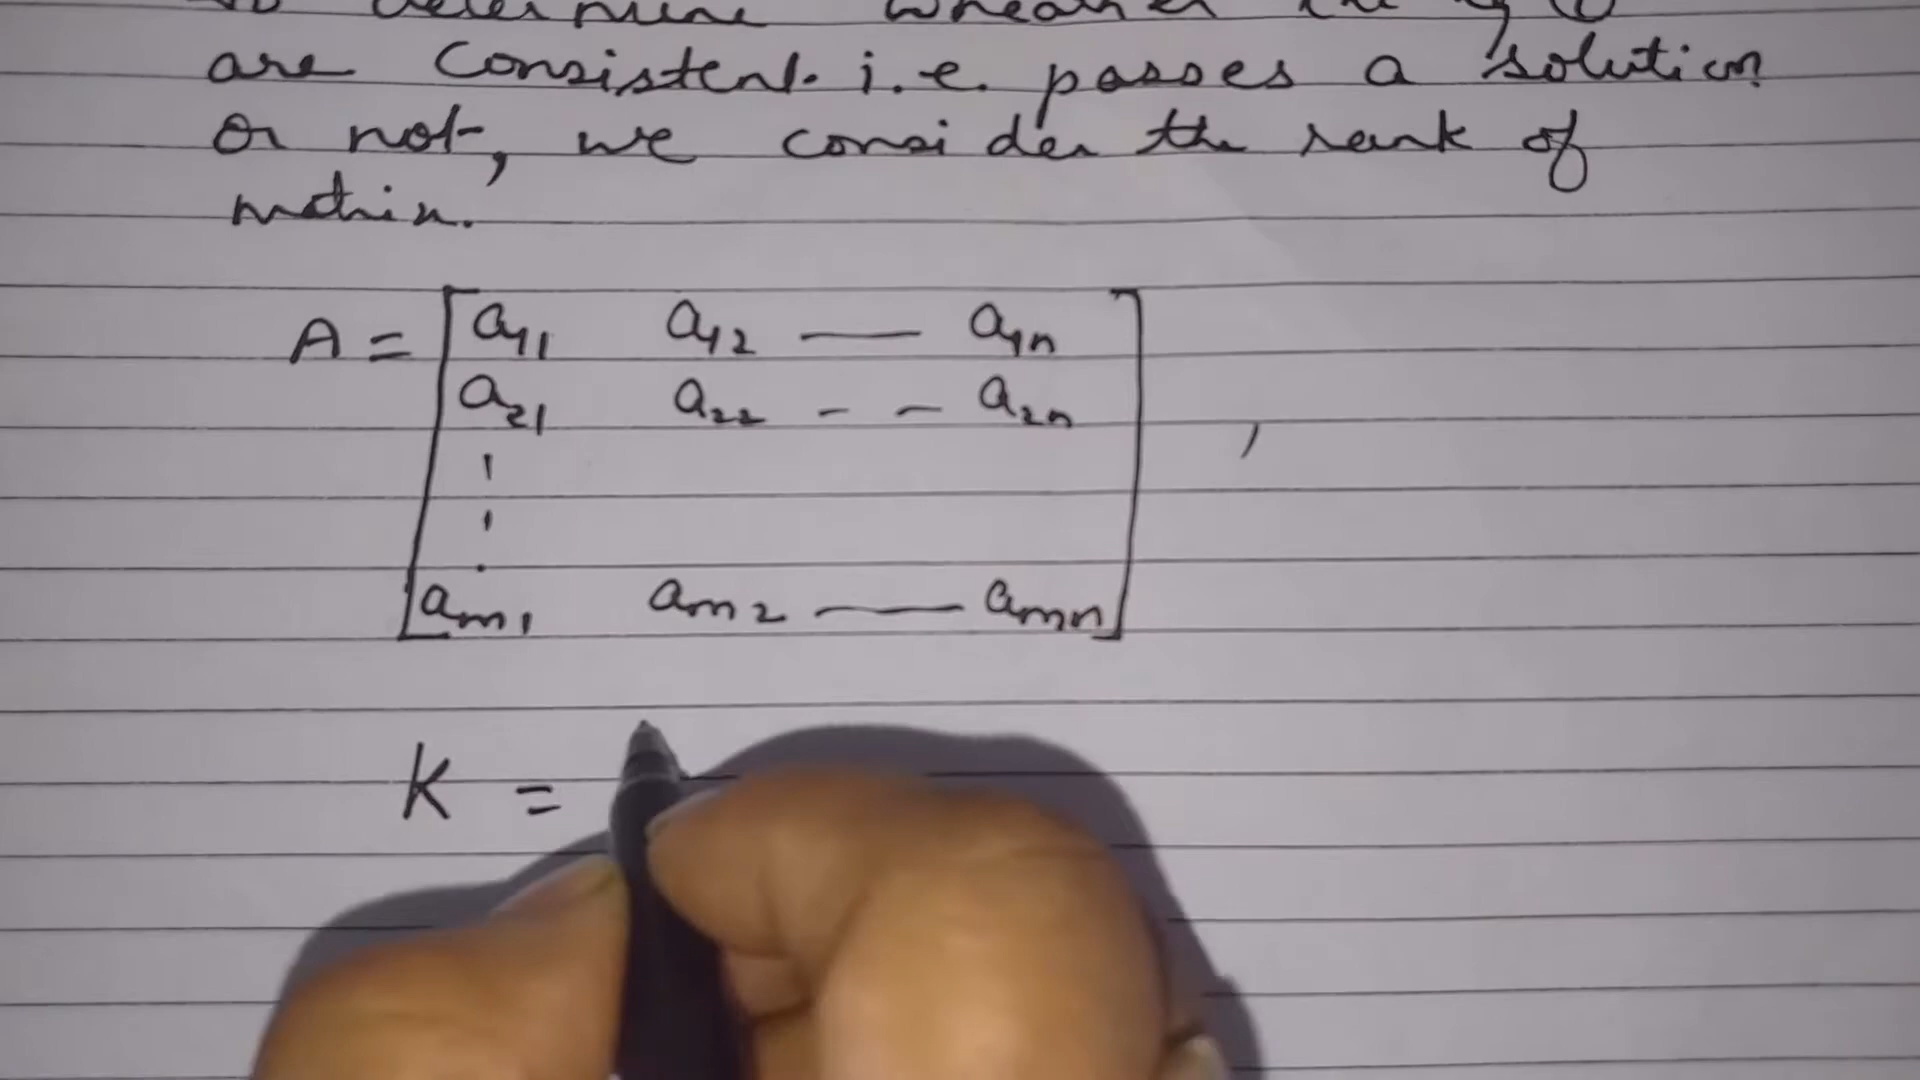 are consistent. i.e. posses a solution
or not, we consider the rank of
matrix.
A = [ a11 a12 — a1n
a21 a22 - - a2n ,
am1 am2 — amn ]
K =